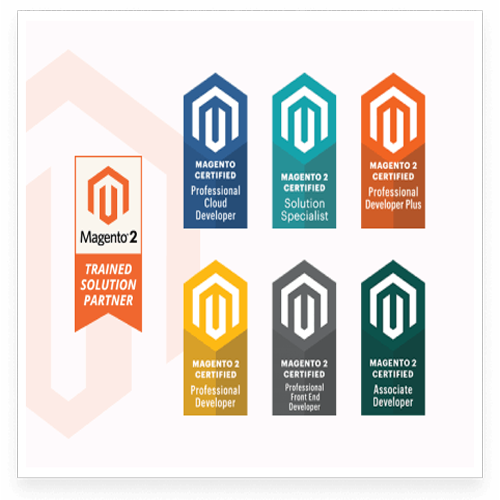 Magento® 2
TRAINED
SOLUTION
PARTNER
MAGENTO
CERTIFIED
Professional
Cloud
Developer
MAGENTO 2
CERTIFIED
Solution
Specialist
MAGENTO 2
CERTIFIED
Professional
Developer Plus
MAGENTO 2
CERTIFIED
Professional
Developer
MAGENTO 2
CERTIFIED
Professional
Front End
Developer
MAGENTO 2
CERTIFIED
Associate
Developer